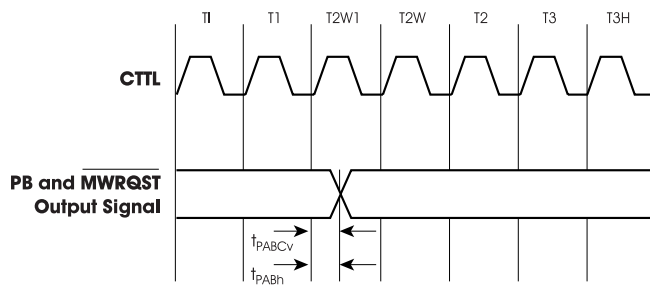 TI T1 T2W1 T2W T2 T3 T3H
CTTL
PB and MWRQST
Output Signal
tPABCv
tPABh